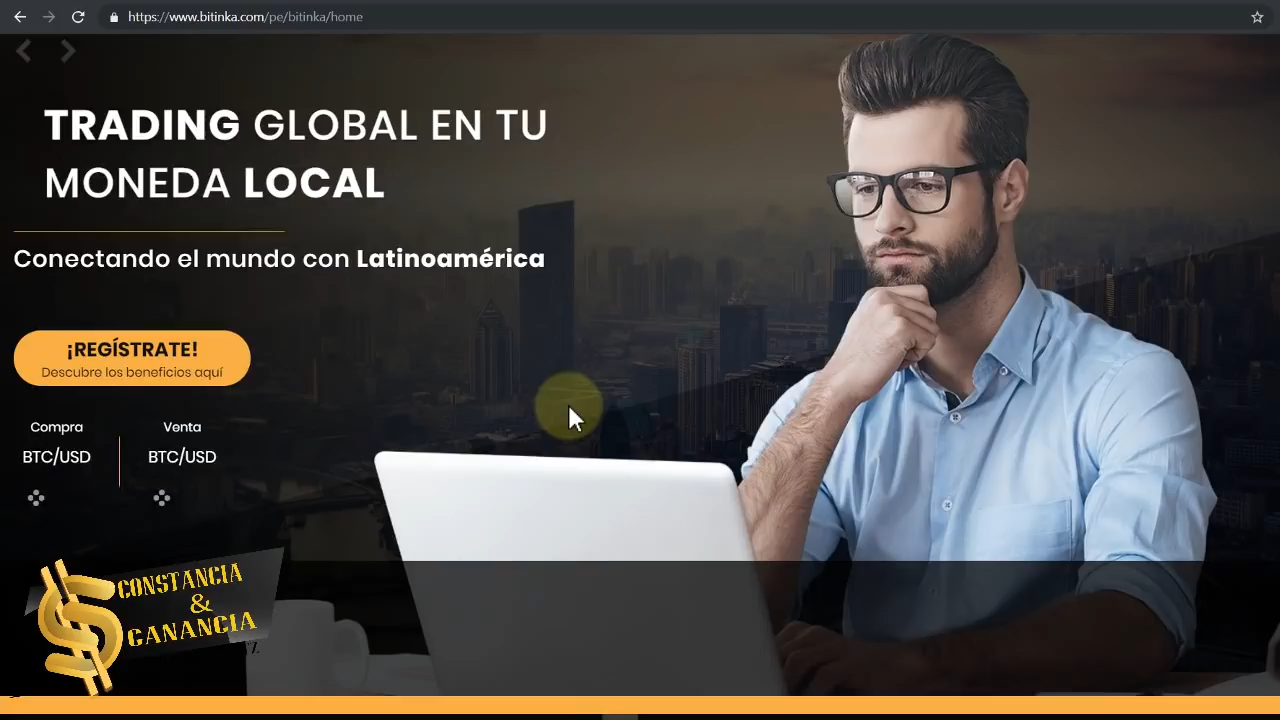 https://www.bitinka.com/pe/bitinka/home
TRADING GLOBAL EN TU
MONEDA LOCAL
Conectando el mundo con Latinoamérica
¡REGÍSTRATE!
Descubre los beneficios aquí
Compra
Venta
BTC/USD
BTC/USD
CONSTANCIA
&
GANANCIA